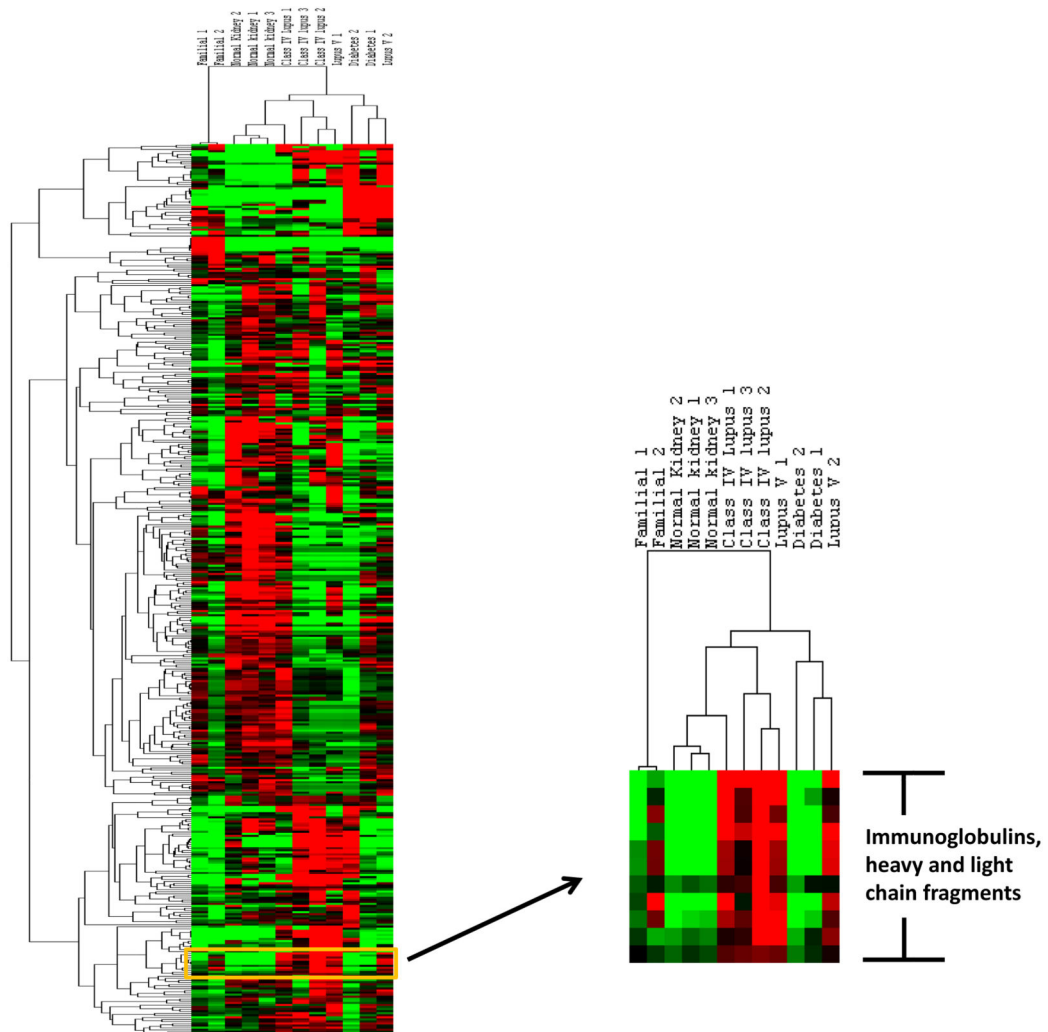 Familial 1
Familial 2
Normal Kidney 2
Normal kidney 1
Normal kidney 3
Class IV Lupus 1
Class IV lupus 3
Class IV lupus 2
Lupus V 1
Diabetes 2
Diabetes 1
Lupus V 2
Familial 1
Familial 2
Normal Kidney 2
Normal kidney 1
Normal kidney 3
Class IV Lupus 1
Class IV lupus 3
Class IV lupus 2
Lupus V 1
Diabetes 2
Diabetes 1
Lupus V 2
Immunoglobulins,
heavy and light
chain fragments